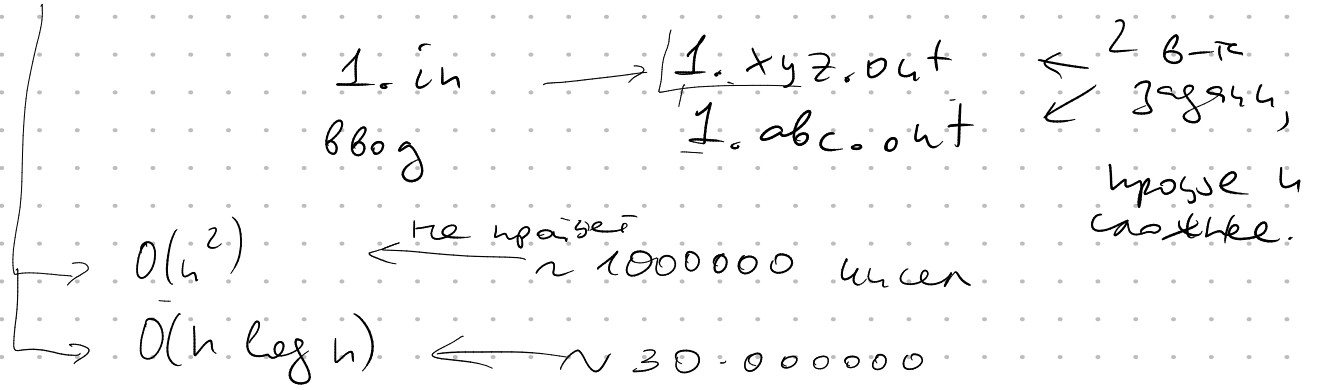 1. in → 1. xyz.out ← 2 в-та
ввод 1. abc.out задачи,
проще и
сложнее.
O(n²) ← не пройдет ~ 1000000 чисел
O(n log n) ← ~ 30.000000